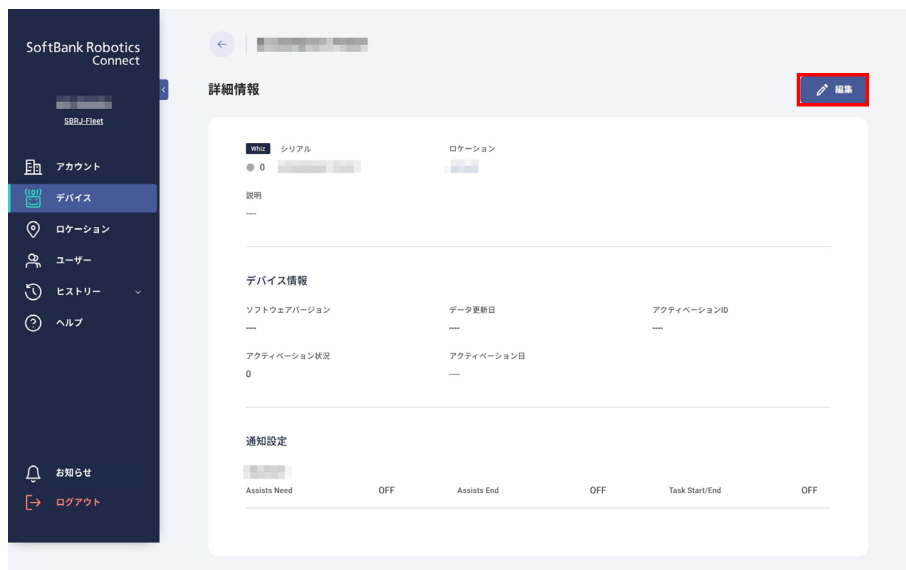 SoftBank Robotics
Connect
SBRJ-Fleet
アカウント
デバイス
ロケーション
ユーザー
ヒストリー
ヘルプ
お知らせ
ログアウト
詳細情報
編集
Whiz シリアル ロケーション
0
説明
----
デバイス情報
ソフトウェアバージョン データ更新日 アクティベーションID
---- ---- ----
アクティベーション状況 アクティベーション日
0 ----
通知設定
Assists Need OFF Assists End OFF Task Start/End OFF